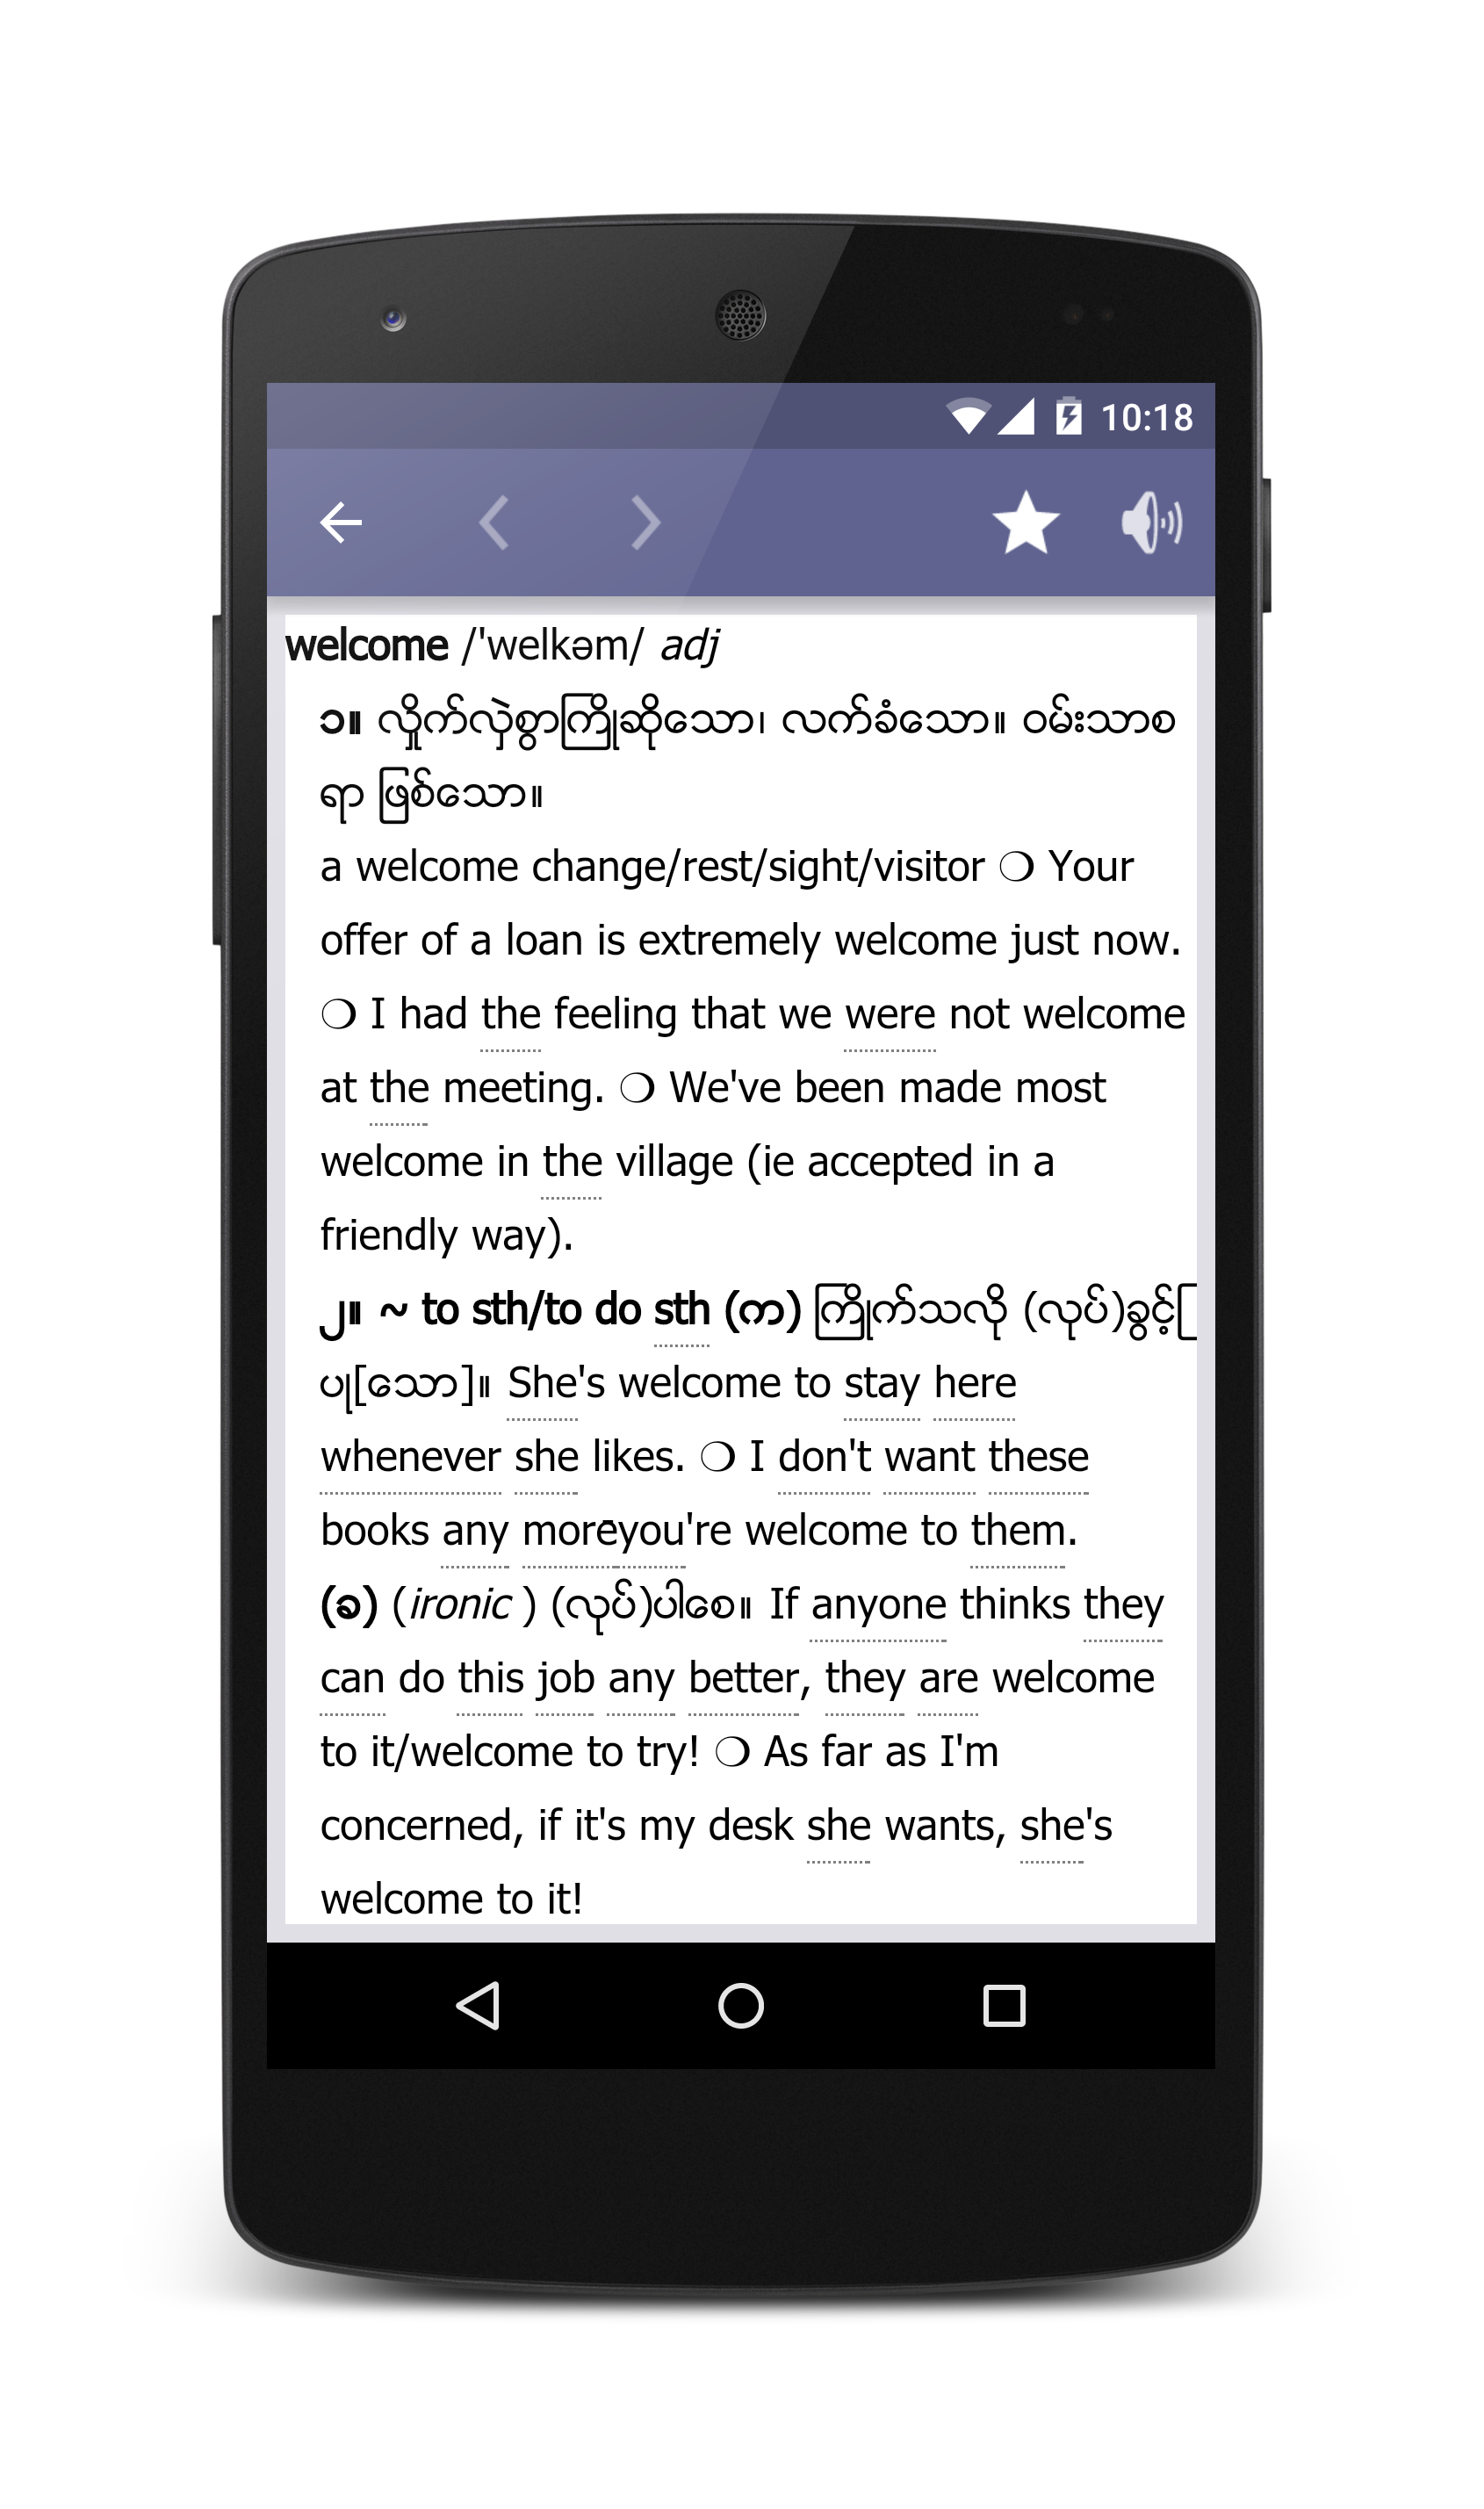 10:18
welcome /'welkəm/ adj
၁။ လှိုက်လှဲစွာကြိုဆိုသော၊ လက်ခံသော။ ဝမ်းသာစ
ရာ ဖြစ်သော။
a welcome change/rest/sight/visitor ❍ Your
offer of a loan is extremely welcome just now.
❍ I had the feeling that we were not welcome
at the meeting. ❍ We've been made most
welcome in the village (ie accepted in a
friendly way).
၂။ ~ to sth/to do sth (က) ကြိုက်သလို (လုပ်)ခွင့်ြ
ပု[သော]။ She's welcome to stay here
whenever she likes. ❍ I don't want these
books any morēyou're welcome to them.
(ခ) (ironic ) (လုပ်)ပါစေ။ If anyone thinks they
can do this job any better, they are welcome
to it/welcome to try! ❍ As far as I'm
concerned, if it's my desk she wants, she's
welcome to it!